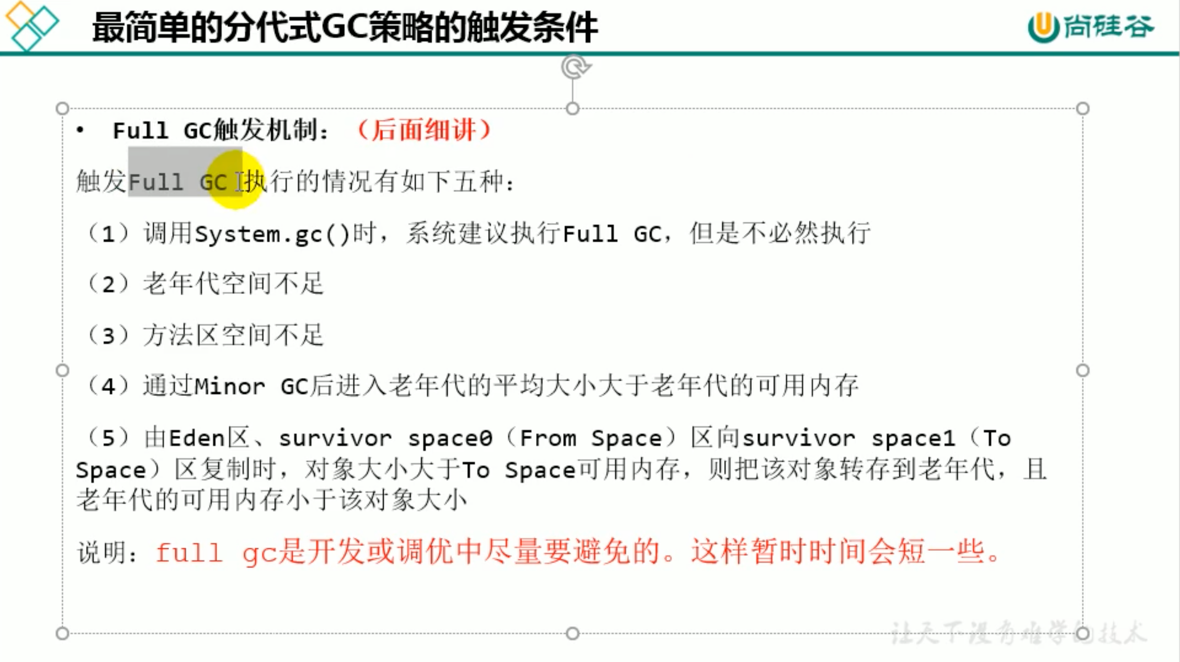 最简单的分代式GC策略的触发条件
尚硅谷
• Full GC触发机制：（后面细讲）
触发Full GC 执行的情况有如下五种：
（1）调用System.gc()时，系统建议执行Full GC，但是不必然执行
（2）老年代空间不足
（3）方法区空间不足
（4）通过Minor GC后进入老年代的平均大小大于老年代的可用内存
（5）由Eden区、survivor space0（From Space）区向survivor space1（To
Space）区复制时，对象大小大于To Space可用内存，则把该对象转存到老年代，且
老年代的可用内存小于该对象大小
说明：full gc是开发或调优中尽量要避免的。这样暂时时间会短一些。
让天下没有难学的技术